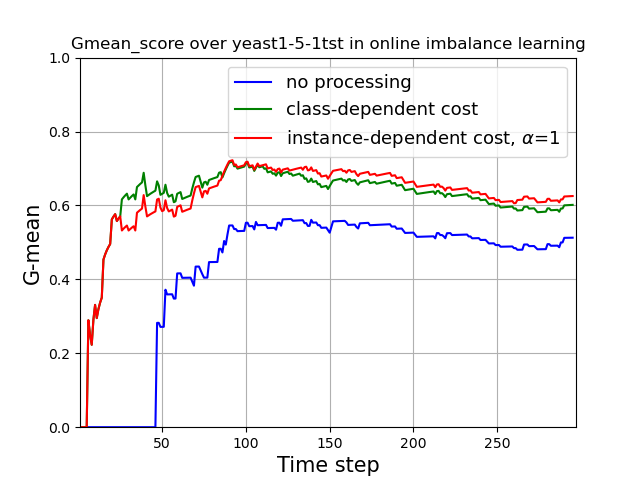 Gmean_score over yeast1-5-1tst in online imbalance learning
no processing
class-dependent cost
instance-dependent cost, α=1
G-mean
1.0
0.8
0.6
0.4
0.2
0.0
50 100 150 200 250
Time step